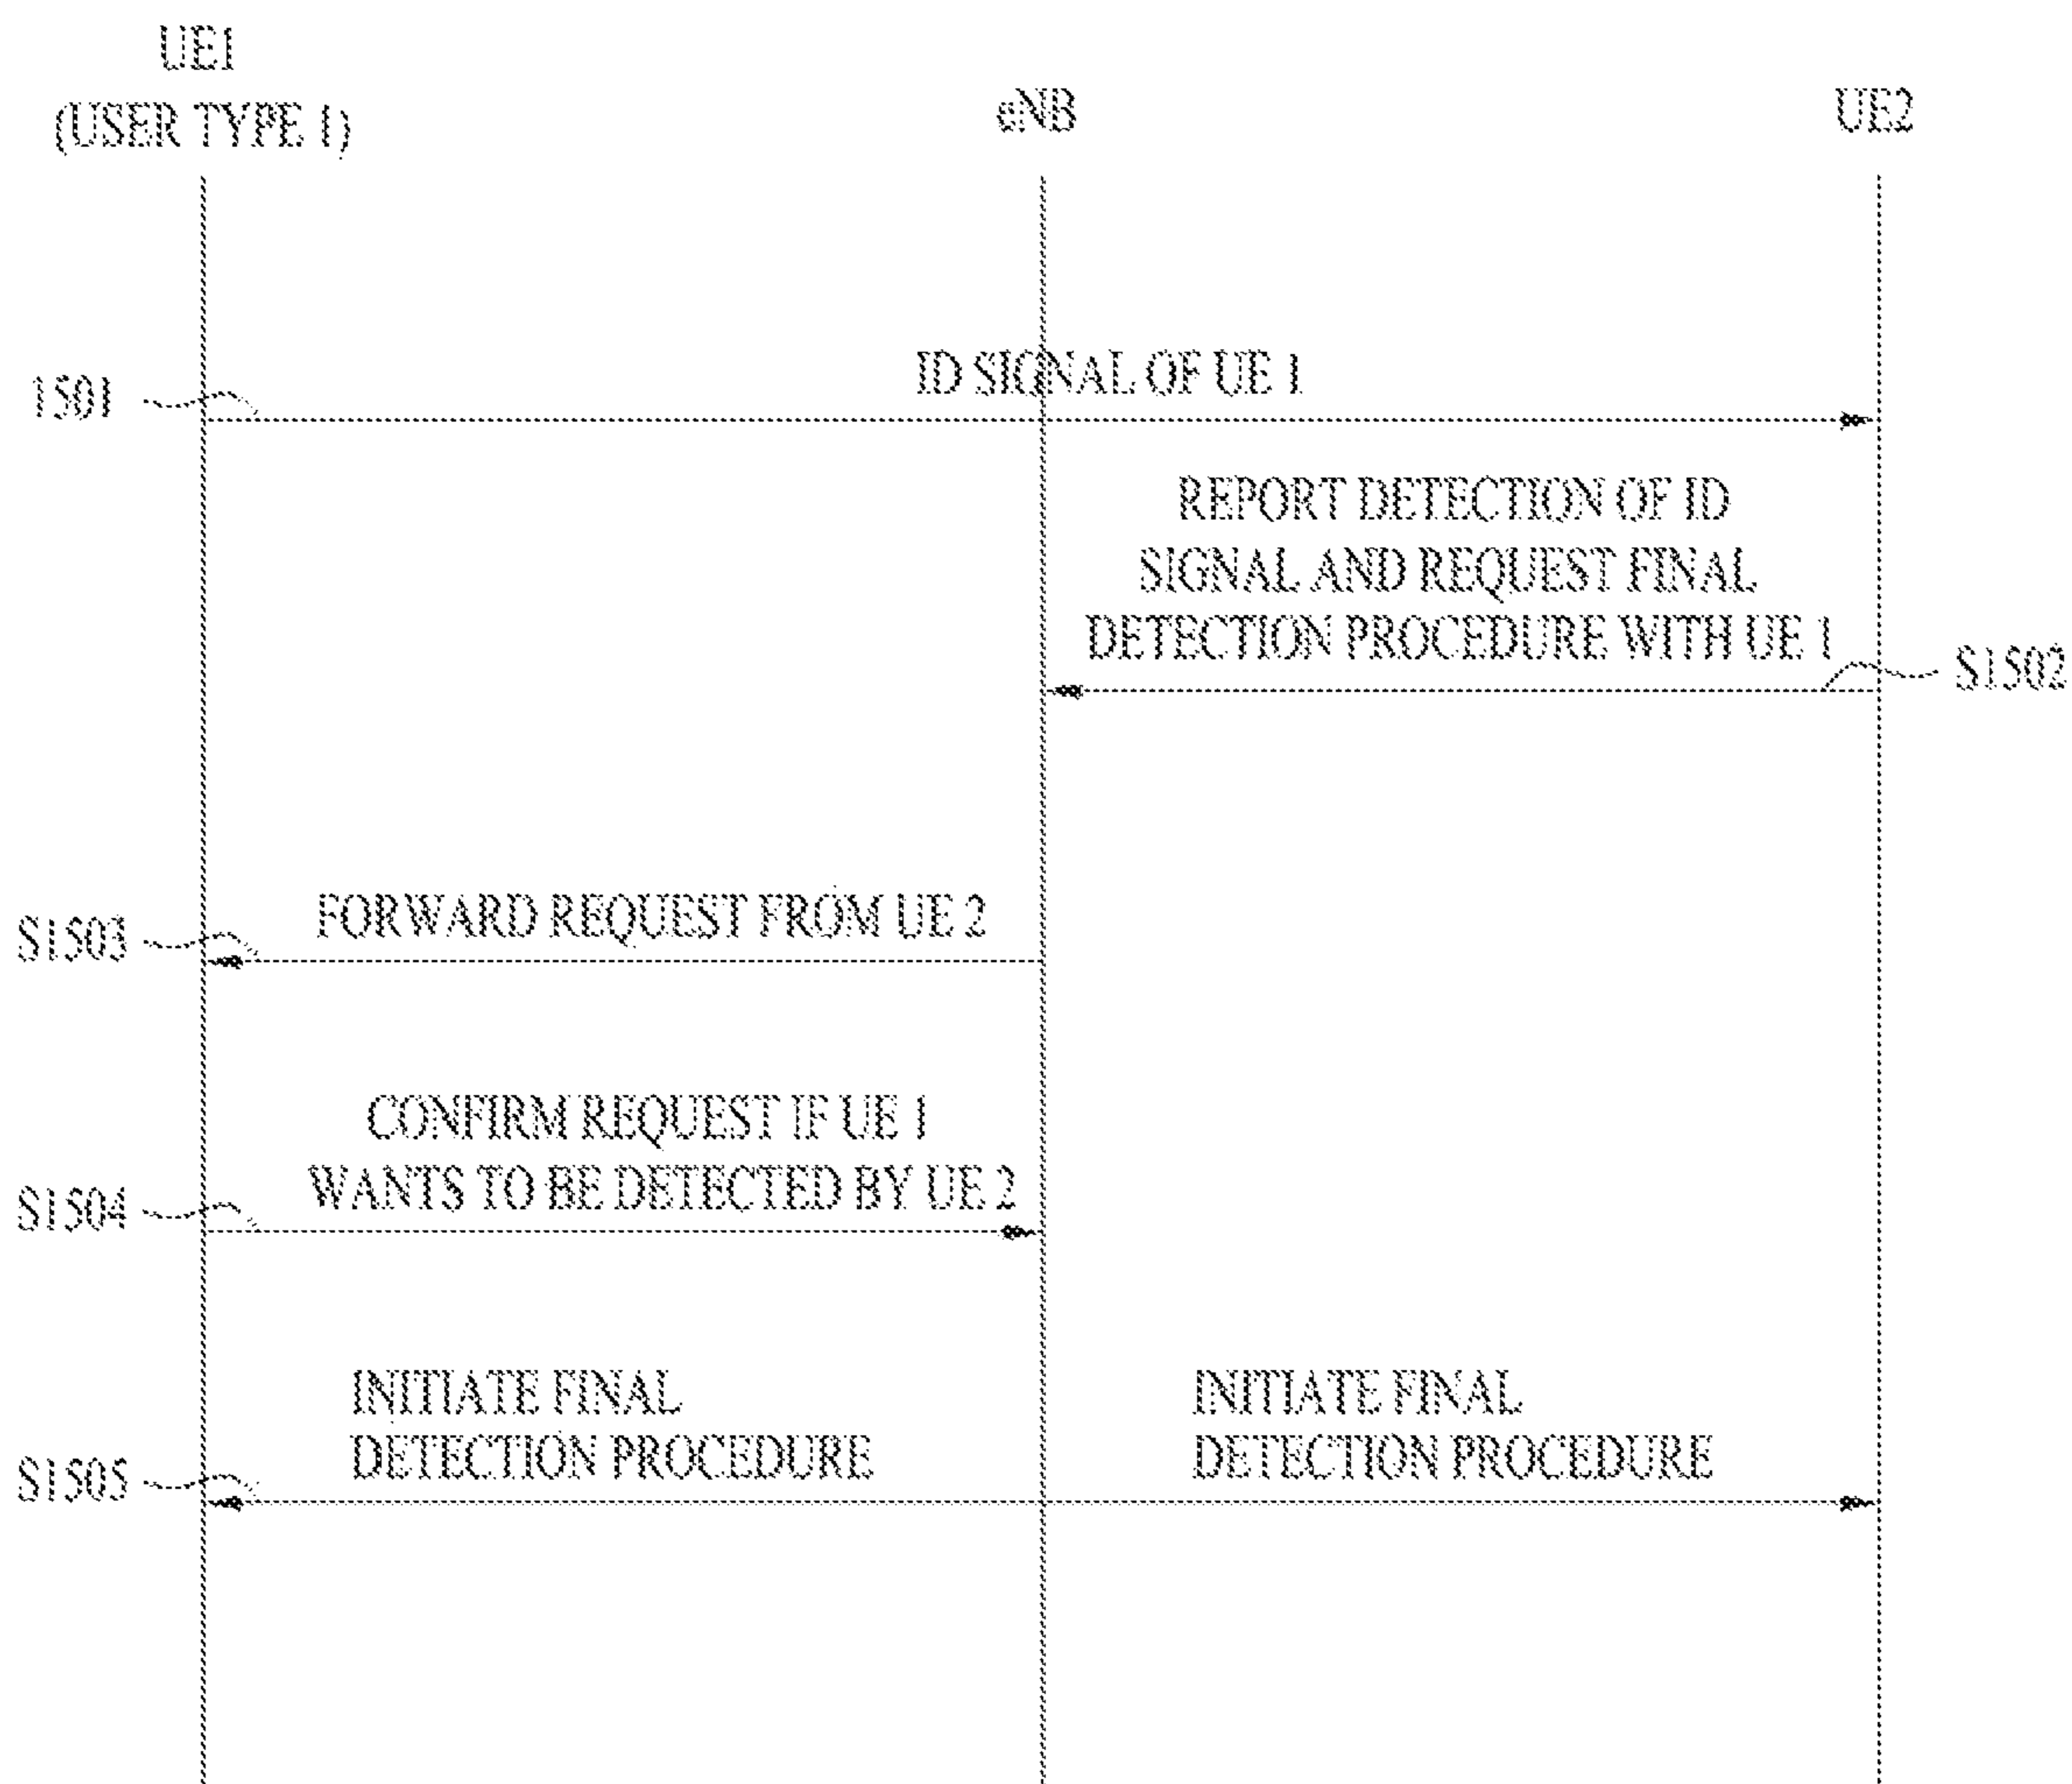 UE1
(USER TYPE 1)
eNB
UE2
ID SIGNAL OF UE 1
1501
REPORT DETECTION OF ID
SIGNAL AND REQUEST FINAL
DETECTION PROCEDURE WITH UE 1
S1502
FORWARD REQUEST FROM UE 2
S1503
CONFIRM REQUEST IF UE 1
WANTS TO BE DETECTED BY UE 2
S1504
INITIATE FINAL
DETECTION PROCEDURE
INITIATE FINAL
DETECTION PROCEDURE
S1505